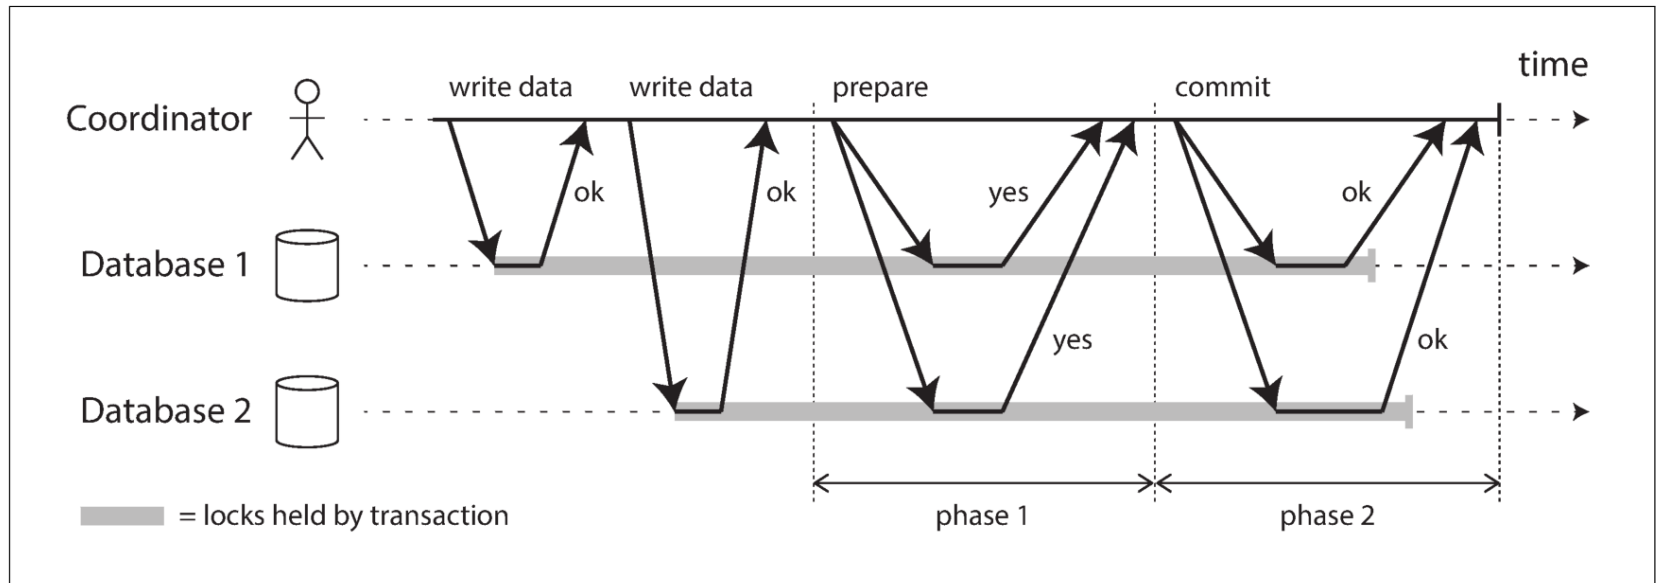 time
write data
write data
prepare
commit
Coordinator
ok
ok
yes
ok
Database 1
yes
ok
Database 2
= locks held by transaction
phase 1
phase 2